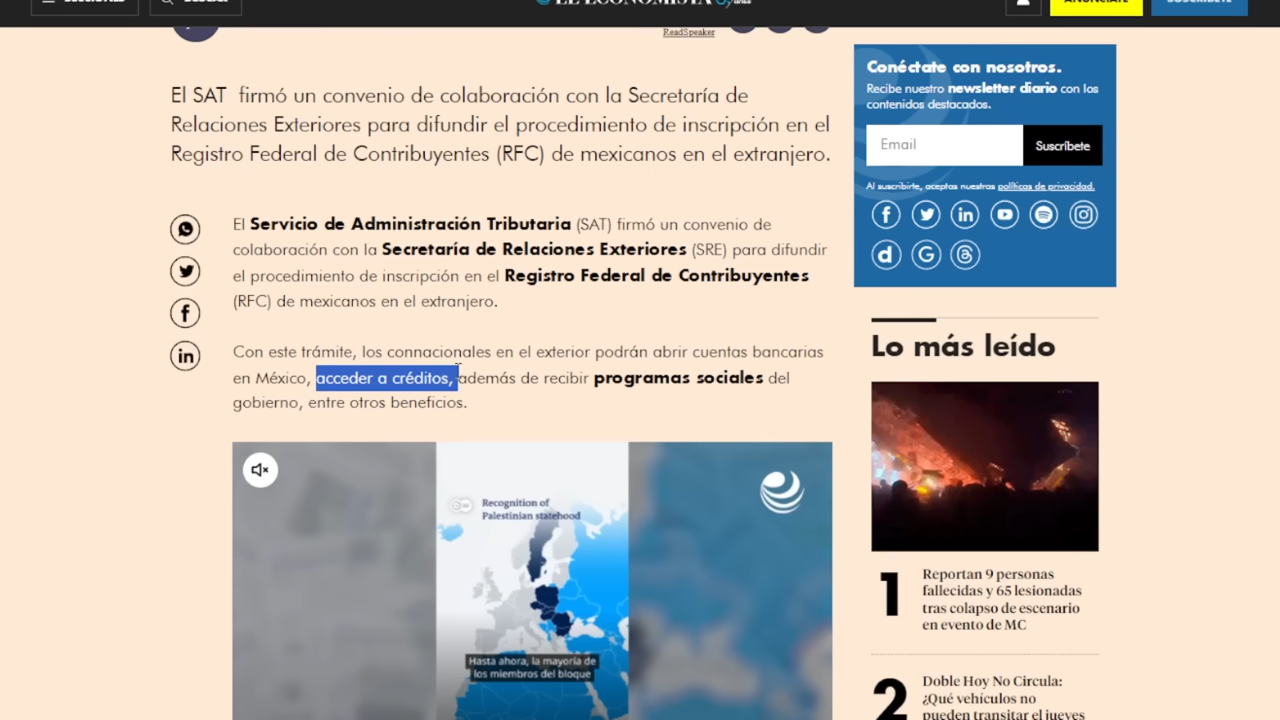 EL ECONOMISTA
ANÚNCIATE
SUSCRÍBETE
ReadSpeaker
El SAT firmó un convenio de colaboración con la Secretaría de
Relaciones Exteriores para difundir el procedimiento de inscripción en el
Registro Federal de Contribuyentes (RFC) de mexicanos en el extranjero.
El Servicio de Administración Tributaria (SAT) firmó un convenio de
colaboración con la Secretaría de Relaciones Exteriores (SRE) para difundir
el procedimiento de inscripción en el Registro Federal de Contribuyentes
(RFC) de mexicanos en el extranjero.
Con este trámite, los connacionales en el exterior podrán abrir cuentas bancarias
en México, acceder a créditos, además de recibir programas sociales del
gobierno, entre otros beneficios.
Recognition of
Palestinian statehood
Hasta ahora, la mayoría de
los miembros del bloque
Conéctate con nosotros.
Recibe nuestro newsletter diario con los
contenidos destacados.
Email
Suscríbete
Al suscribirte, aceptas nuestras políticas de privacidad.
Lo más leído
1
Reportan 9 personas
fallecidas y 65 lesionadas
tras colapso de escenario
en evento de MC
2
Doble Hoy No Circula:
¿Qué vehículos no
pueden transitar el jueves